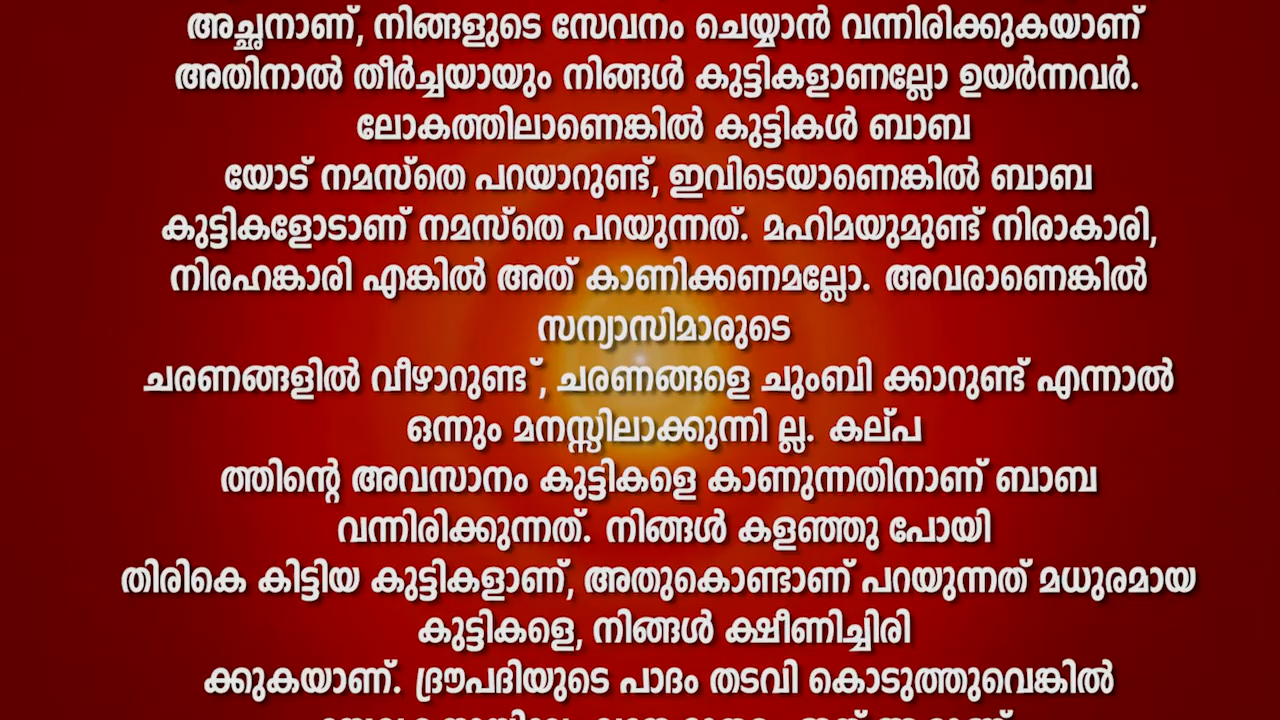 അച്ഛനാണ്, നിങ്ങളുടെ സേവനം ചെയ്യാൻ വന്നിരിക്കുകയാണ്
അതിനാൽ തീർച്ചയായും നിങ്ങൾ കുട്ടികളാണല്ലോ ഉയർന്നവർ.
ലോകത്തിലാണെങ്കിൽ കുട്ടികൾ ബാബ
യോട് നമസ്തെ പറയാറുണ്ട്, ഇവിടെയാണെങ്കിൽ ബാബ
കുട്ടികളോടാണ് നമസ്തെ പറയുന്നത്. മഹിമയുമുണ്ട് നിരാകാരി,
നിരഹങ്കാരി എങ്കിൽ അത് കാണിക്കണമല്ലോ. അവരാണെങ്കിൽ
സന്യാസിമാരുടെ
ചരണങ്ങളിൽ വീഴാറുണ്ട് , ചരണങ്ങളെ ചുംബി ക്കാറുണ്ട് എന്നാൽ
ഒന്നും മനസ്സിലാക്കുന്നി ല്ല. കല്പ
ത്തിന്റെ അവസാനം കുട്ടികളെ കാണുന്നതിനാണ് ബാബ
വന്നിരിക്കുന്നത്. നിങ്ങൾ കളഞ്ഞു പോയി
തിരികെ കിട്ടിയ കുട്ടികളാണ്, അതുകൊണ്ടാണ് പറയുന്നത് മധുരമായ
കുട്ടികളെ, നിങ്ങൾ ക്ഷീണിച്ചിരി
ക്കുകയാണ്. ദ്രൗപദിയുടെ പാദം തടവി കൊടുത്തുവെങ്കിൽ